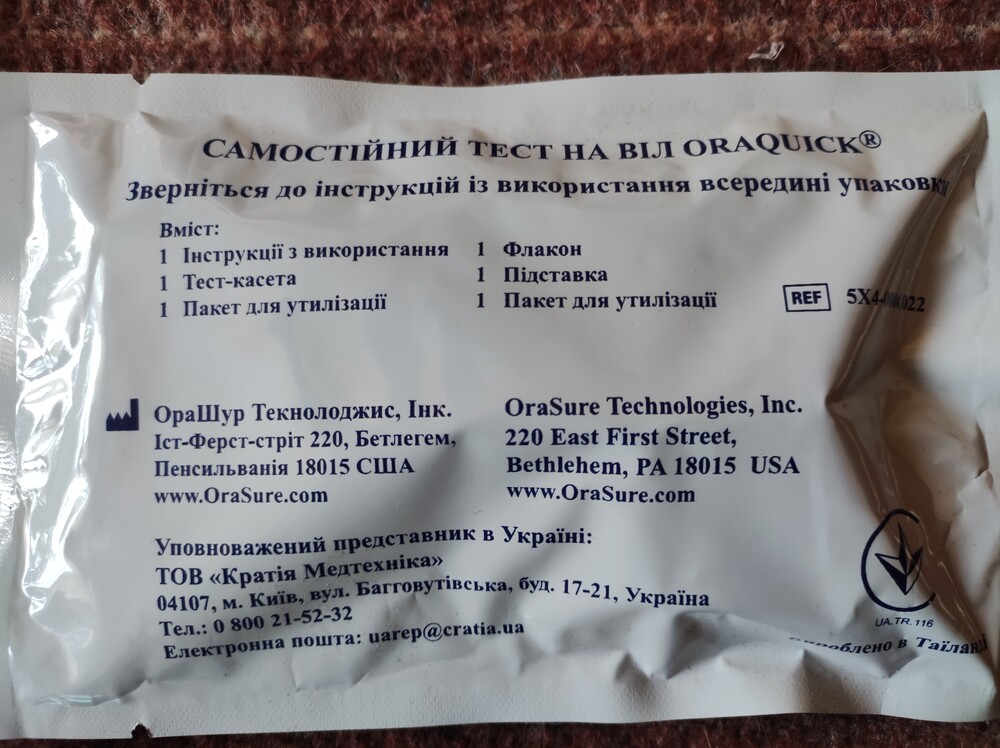 САМОСТІЙНИЙ ТЕСТ НА ВІЛ ORAQUICK®
Зверніться до інструкцій із використання всередині упаковки
Вміст:
1 Інструкції з використання
1 Тест-касета
1 Пакет для утилізації
1 Флакон
1 Підставка
1 Пакет для утилізації
REF
ОраШур Текнолоджис, Інк.
Іст-Ферст-стріт 220, Бетлегем,
Пенсильванія 18015 США
www.OraSure.com
OraSure Technologies, Inc.
220 East First Street,
Bethlehem, PA 18015 USA
www.OraSure.com
Уповноважений представник в Україні:
ТОВ «Кратія Медтехніка»
04107, м. Київ, вул. Багговутівська, буд. 17-21, Україна
Тел.: 0 800 21-52-32
Електронна пошта: uarep@cratia.ua
UA.TR.116
в Таїланді